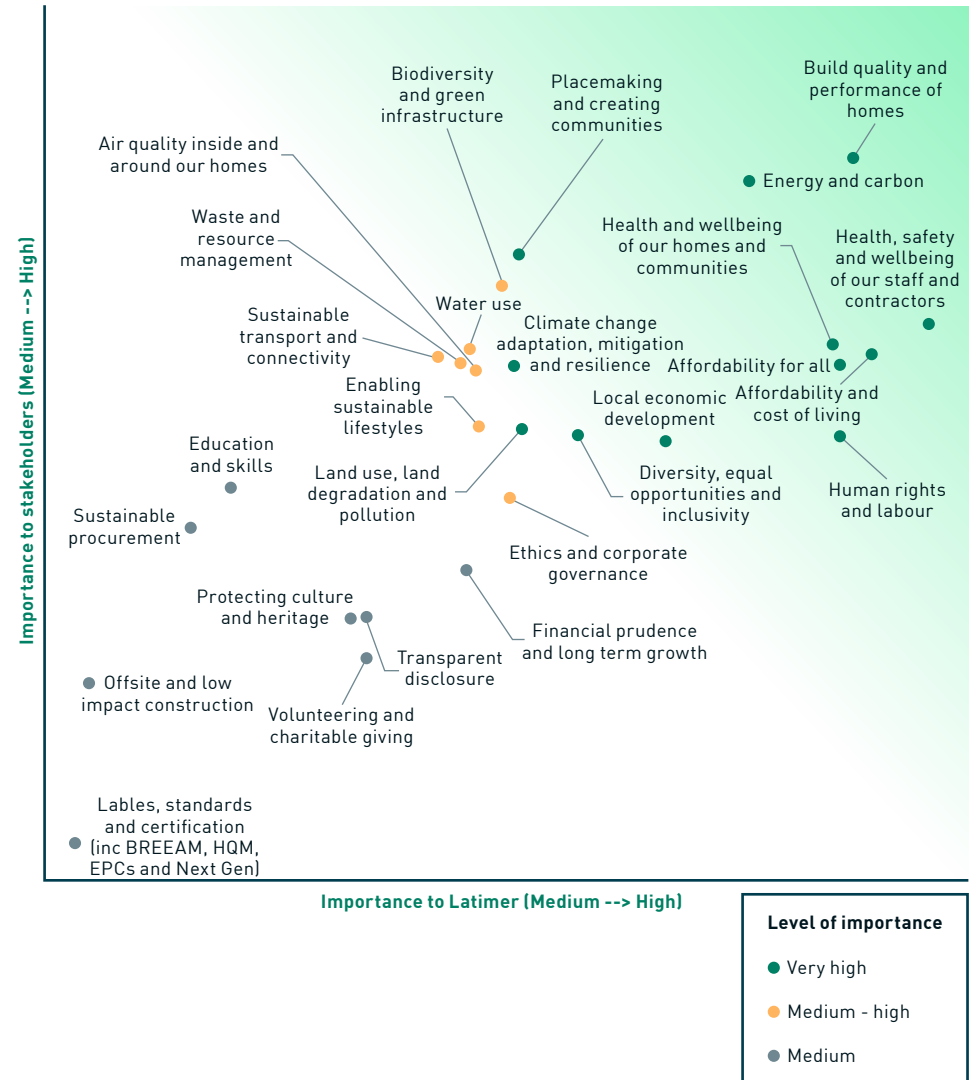 Biodiversity
and green
infrastructure
Placemaking
and creating
communities
Build quality and
performance of
homes
Air quality inside and
around our homes
Energy and carbon
Waste and
resource
management
Health and wellbeing
of our homes and
communities
Health, safety
and wellbeing
of our staff and
contractors
Water use
Sustainable
transport and
connectivity
Climate change
adaptation, mitigation
and resilience
Affordability for all
Enabling
sustainable
lifestyles
Local economic
development
Affordability and
cost of living
Education
and skills
Land use, land
degradation and
pollution
Diversity, equal
opportunities and
inclusivity
Human rights
and labour
Sustainable
procurement
Ethics and corporate
governance
Protecting culture
and heritage
Financial prudence
and long term growth
Transparent
disclosure
Offsite and low
impact construction
Volunteering and
charitable giving
Lables, standards
and certification
(inc BREEAM, HQM,
EPCs and Next Gen)
Importance to stakeholders (Medium --> High)
Importance to Latimer (Medium --> High)
Level of importance
Very high
Medium - high
Medium